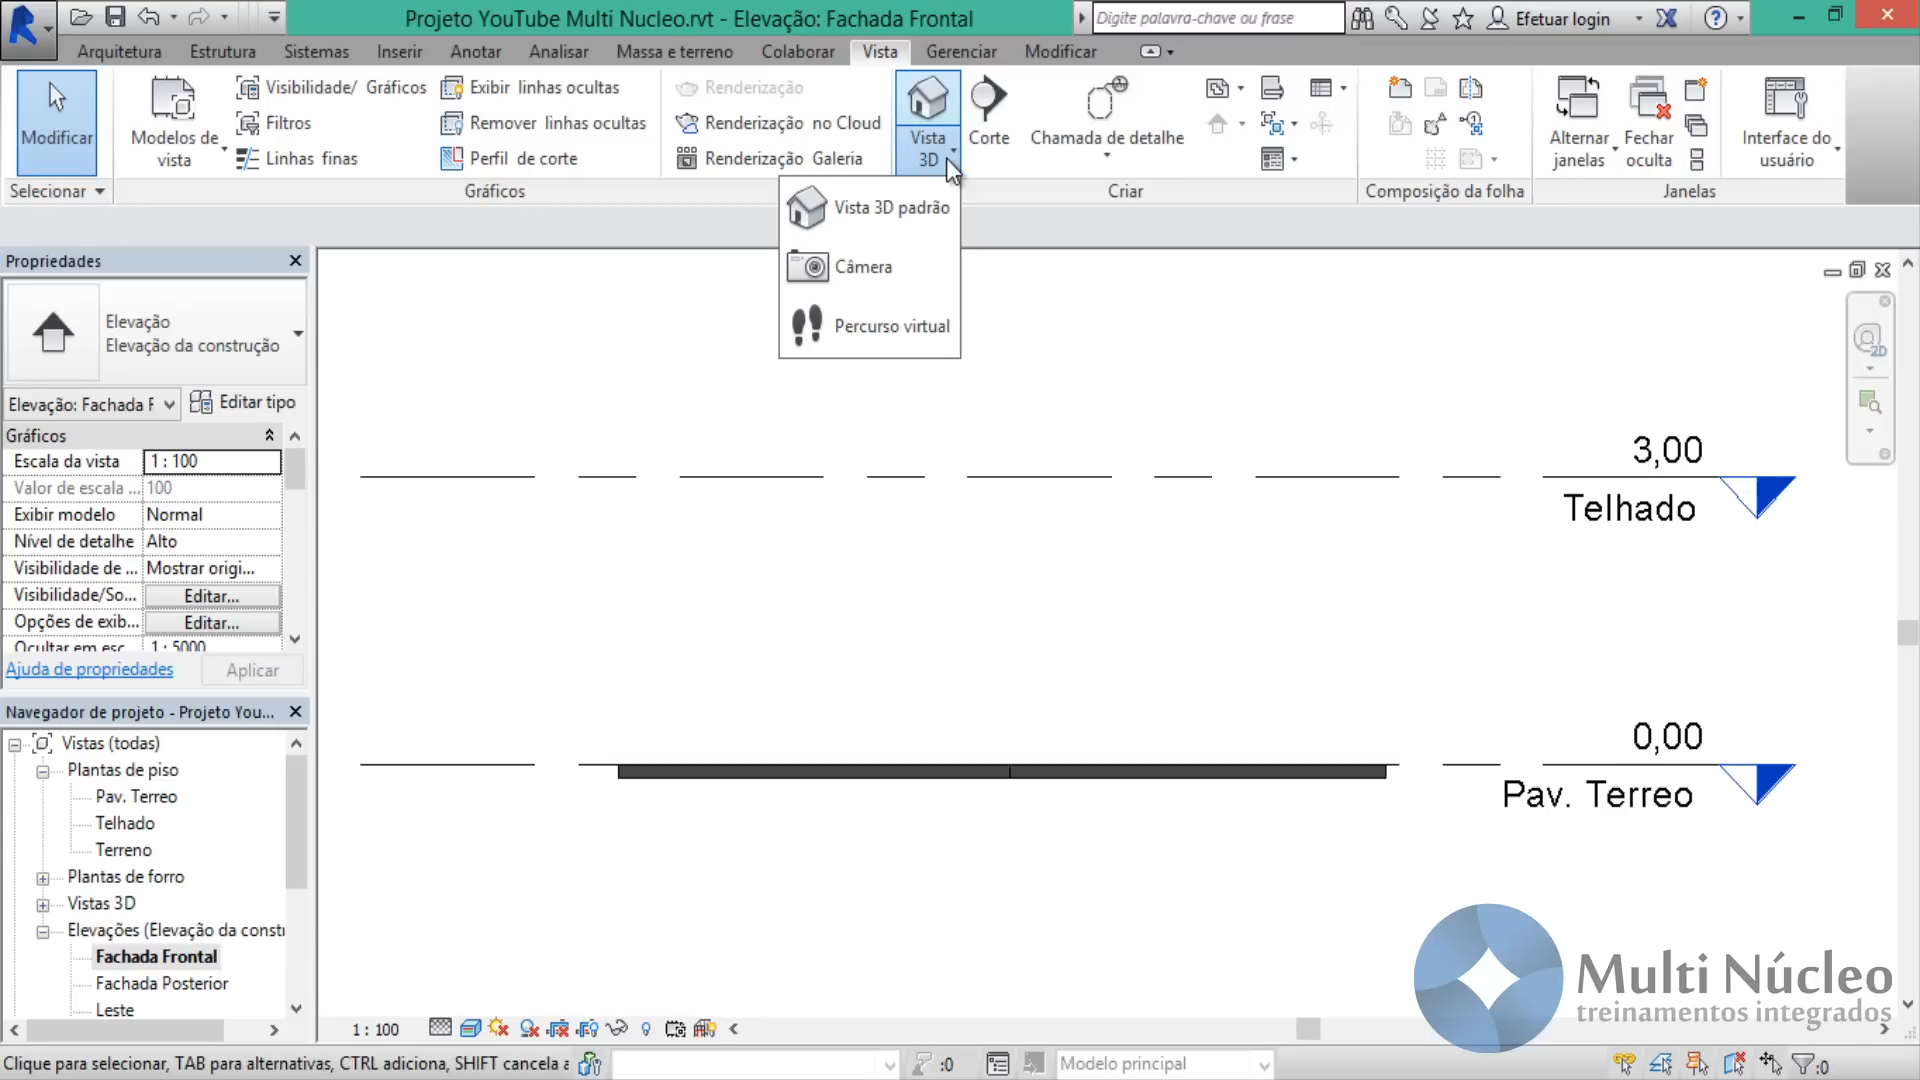 Projeto YouTube Multi Nucleo.rvt - Elevação: Fachada Frontal
Digite palavra-chave ou frase
Efetuar login
Arquitetura Estrutura Sistemas Inserir Anotar Analisar Massa e terreno Colaborar Vista Gerenciar Modificar
Modificar
Modelos de
vista
Visibilidade/ Gráficos
Filtros
Linhas finas
Exibir linhas ocultas
Remover linhas ocultas
Perfil de corte
Renderização
Renderização no Cloud
Renderização Galeria
Vista
3D
Corte
Chamada de detalhe
Alternar
janelas
Fechar
oculta
Interface do
usuário
Selecionar
Gráficos
Criar
Composição da folha
Janelas
Vista 3D padrão
Câmera
Percurso virtual
Propriedades
Elevação
Elevação da construção
Elevação: Fachada F
Editar tipo
Gráficos
Escala da vista 1 : 100
Valor de escala ... 100
Exibir modelo Normal
Nível de detalhe Alto
Visibilidade de ... Mostrar origi...
Visibilidade/So... Editar...
Opções de exib... Editar...
Ocultar em esc 1 : 5000
Ajuda de propriedades
Aplicar
Navegador de projeto - Projeto You...
Vistas (todas)
Plantas de piso
Pav. Terreo
Telhado
Terreno
Plantas de forro
Vistas 3D
Elevações (Elevação da constr
Fachada Frontal
Fachada Posterior
Leste
2D
3,00
Telhado
0,00
Pav. Terreo
Multi Núcleo
treinamentos integrados
1 : 100
Clique para selecionar, TAB para alternativas, CTRL adiciona, SHIFT cancela a
:0
Modelo principal
:0